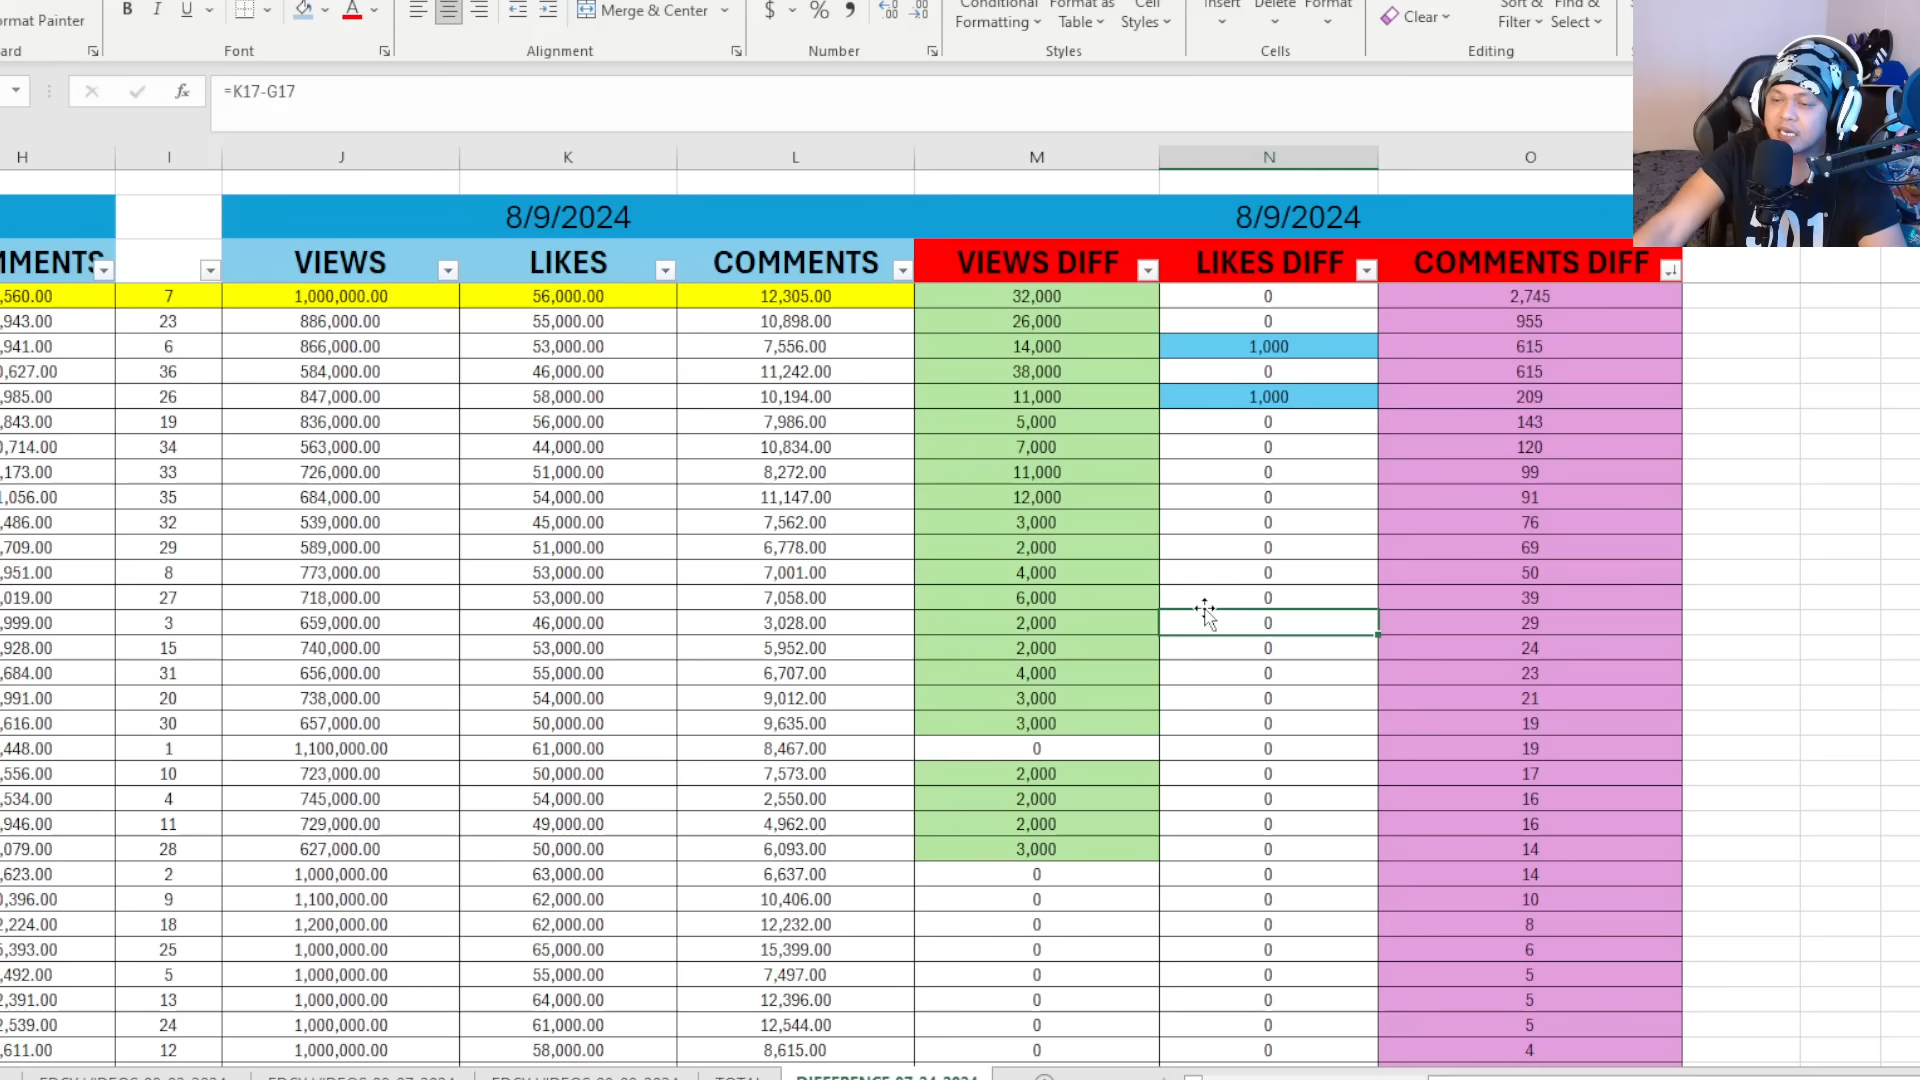 Format Painter
B I U A
Merge & Center
$ % 9
Conditional Format as Cell
Formatting Table Styles
Insert Delete Format
Clear
Sort & Find &
Filter Select
Font Alignment Number Styles Cells Editing
fx =K17-G17
H I J K L M N O
8/9/2024 8/9/2024
VIEWS LIKES COMMENTS VIEWS DIFF LIKES DIFF COMMENTS DIFF
,560.00 7 1,000,000.00 56,000.00 12,305.00 32,000 0 2,745
,943.00 23 886,000.00 55,000.00 10,898.00 26,000 0 955
,941.00 6 866,000.00 53,000.00 7,556.00 14,000 1,000 615
0,627.00 36 584,000.00 46,000.00 11,242.00 38,000 0 615
,985.00 26 847,000.00 58,000.00 10,194.00 11,000 1,000 209
,843.00 19 836,000.00 56,000.00 7,986.00 5,000 0 143
0,714.00 34 563,000.00 44,000.00 10,834.00 7,000 0 120
,173.00 33 726,000.00 51,000.00 8,272.00 11,000 0 99
1,056.00 35 684,000.00 54,000.00 11,147.00 12,000 0 91
,486.00 32 539,000.00 45,000.00 7,562.00 3,000 0 76
,709.00 29 589,000.00 51,000.00 6,778.00 2,000 0 69
,951.00 8 773,000.00 53,000.00 7,001.00 4,000 0 50
,019.00 27 718,000.00 53,000.00 7,058.00 6,000 0 39
,999.00 3 659,000.00 46,000.00 3,028.00 2,000 0 29
,928.00 15 740,000.00 53,000.00 5,952.00 2,000 0 24
,684.00 31 656,000.00 55,000.00 6,707.00 4,000 0 23
,991.00 20 738,000.00 54,000.00 9,012.00 3,000 0 21
,616.00 30 657,000.00 50,000.00 9,635.00 3,000 0 19
,448.00 1 1,100,000.00 61,000.00 8,467.00 0 0 19
,556.00 10 723,000.00 50,000.00 7,573.00 2,000 0 17
,534.00 4 745,000.00 54,000.00 2,550.00 2,000 0 16
,946.00 11 729,000.00 49,000.00 4,962.00 2,000 0 16
,079.00 28 627,000.00 50,000.00 6,093.00 3,000 0 14
,623.00 2 1,000,000.00 63,000.00 6,637.00 0 0 14
0,396.00 9 1,100,000.00 62,000.00 10,406.00 0 0 10
2,224.00 18 1,200,000.00 62,000.00 12,232.00 0 0 8
5,393.00 25 1,000,000.00 65,000.00 15,399.00 0 0 6
,492.00 5 1,000,000.00 55,000.00 7,497.00 0 0 5
2,391.00 13 1,000,000.00 64,000.00 12,396.00 0 0 5
2,539.00 24 1,000,000.00 61,000.00 12,544.00 0 0 5
,611.00 12 1,000,000.00 58,000.00 8,615.00 0 0 4
TOTAL